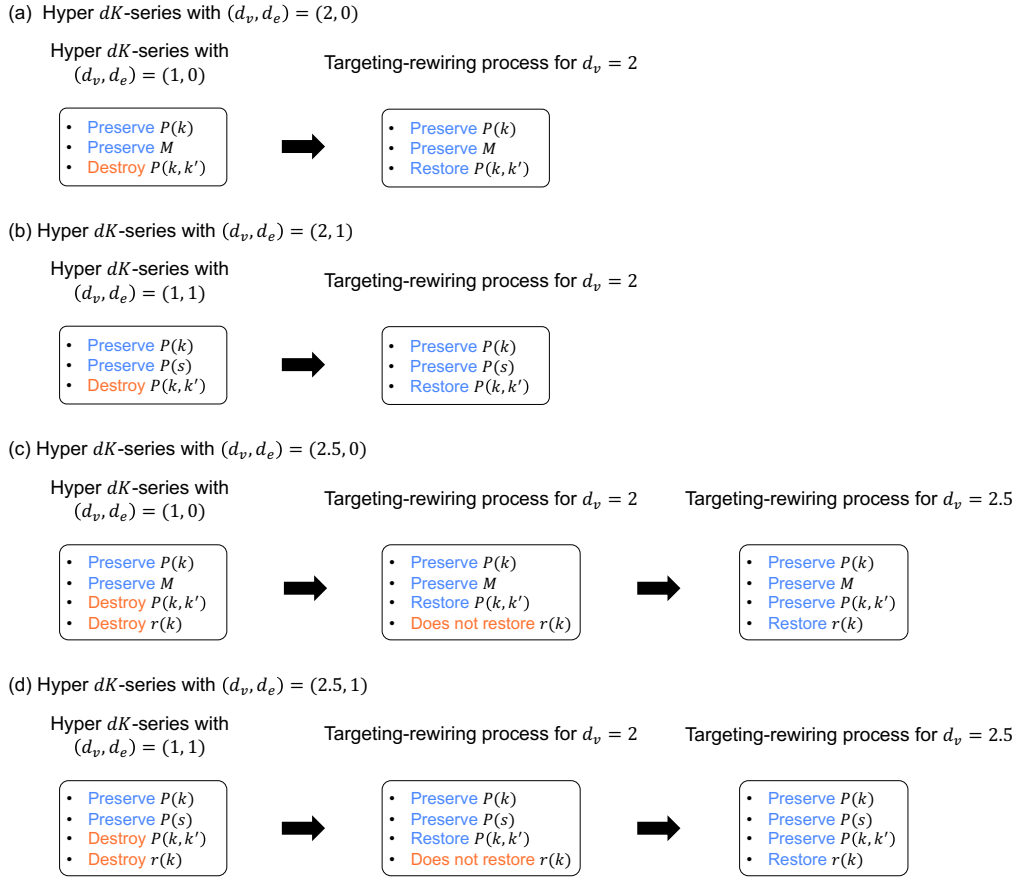 (a) Hyper dK-series with (d_v, d_e) = (2, 0)
Hyper dK-series with
(d_v, d_e) = (1, 0)
Targeting-rewiring process for d_v = 2
• Preserve P(k)
• Preserve M
• Destroy P(k, k′)
• Preserve P(k)
• Preserve M
• Restore P(k, k′)
(b) Hyper dK-series with (d_v, d_e) = (2, 1)
Hyper dK-series with
(d_v, d_e) = (1, 1)
Targeting-rewiring process for d_v = 2
• Preserve P(k)
• Preserve P(s)
• Destroy P(k, k′)
• Preserve P(k)
• Preserve P(s)
• Restore P(k, k′)
(c) Hyper dK-series with (d_v, d_e) = (2.5, 0)
Hyper dK-series with
(d_v, d_e) = (1, 0)
Targeting-rewiring process for d_v = 2
Targeting-rewiring process for d_v = 2.5
• Preserve P(k)
• Preserve M
• Destroy P(k, k′)
• Destroy r(k)
• Preserve P(k)
• Preserve M
• Restore P(k, k′)
• Does not restore r(k)
• Preserve P(k)
• Preserve M
• Preserve P(k, k′)
• Restore r(k)
(d) Hyper dK-series with (d_v, d_e) = (2.5, 1)
Hyper dK-series with
(d_v, d_e) = (1, 1)
Targeting-rewiring process for d_v = 2
Targeting-rewiring process for d_v = 2.5
• Preserve P(k)
• Preserve P(s)
• Destroy P(k, k′)
• Destroy r(k)
• Preserve P(k)
• Preserve P(s)
• Restore P(k, k′)
• Does not restore r(k)
• Preserve P(k)
• Preserve P(s)
• Preserve P(k, k′)
• Restore r(k)